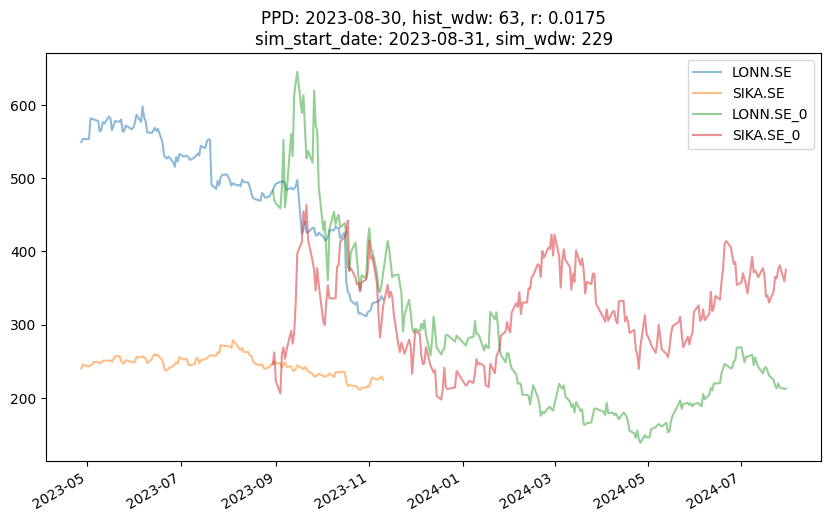 PPD: 2023-08-30, hist_wdw: 63, r: 0.0175
sim_start_date: 2023-08-31, sim_wdw: 229
LONN.SE
SIKA.SE
LONN.SE_0
SIKA.SE_0
600
500
400
300
200
2023-05
2023-07
2023-09
2023-11
2024-01
2024-03
2024-05
2024-07